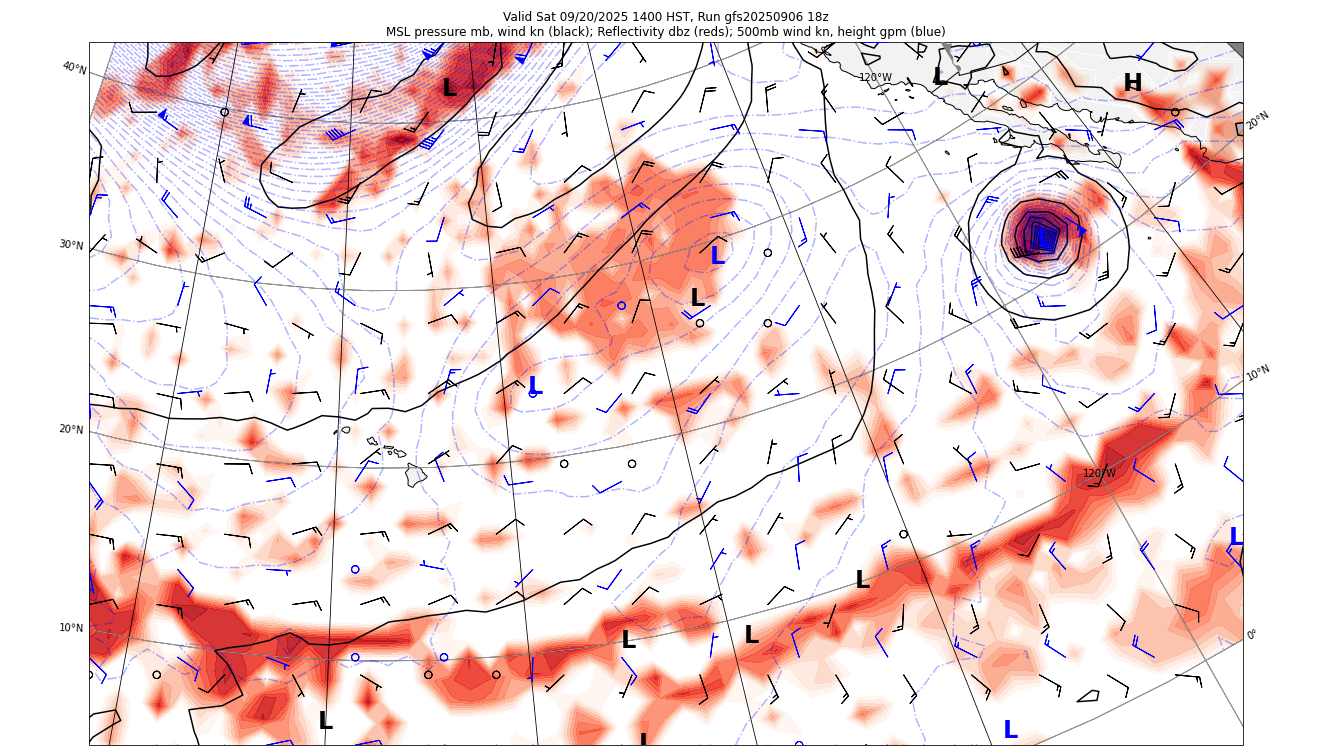 Valid Sat 09/20/2025 1400 HST, Run gfs20250906 18z
MSL pressure mb, wind kn (black); Reflectivity dbz (reds); 500mb wind kn, height gpm (blue)
40°N
120°W
L
H
L
20°N
30°N
L
L
10°N
L
20°N
120°W
L
L
10°N
L
L
0°
L
L
L